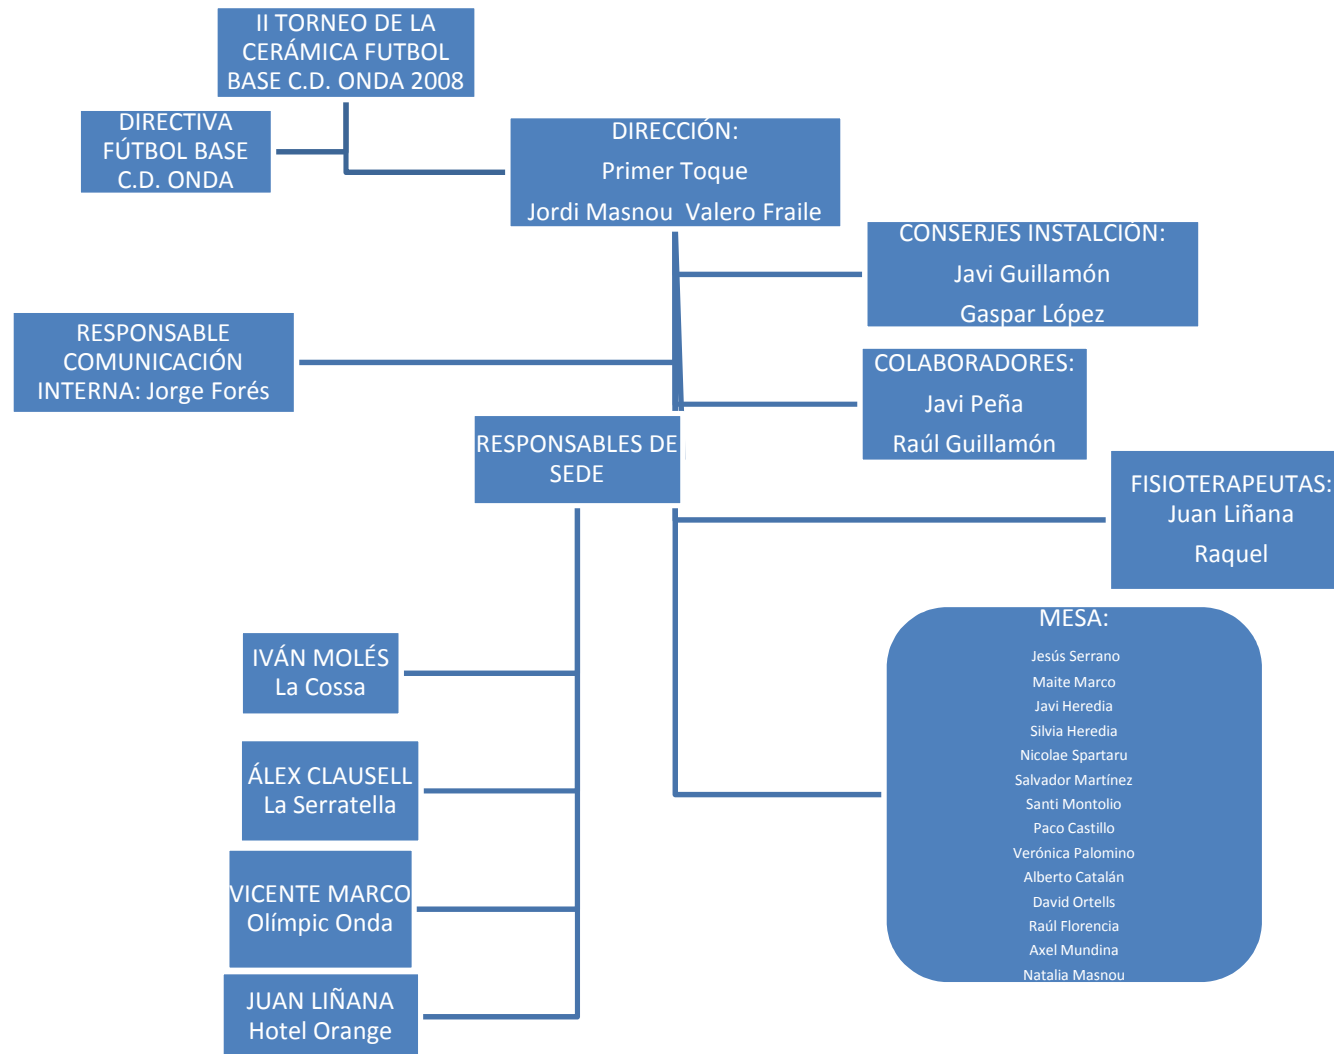 II TORNEO DE LA
CERÁMICA FUTBOL
BASE C.D. ONDA 2008
DIRECTIVA
FÚTBOL BASE
C.D. ONDA
DIRECCIÓN:
Primer Toque
Jordi Masnou  Valero Fraile
CONSERJES INSTALCIÓN:
Javi Guillamón
Gaspar López
RESPONSABLE
COMUNICACIÓN
INTERNA: Jorge Forés
COLABORADORES:
Javi Peña
Raúl Guillamón
RESPONSABLES DE
SEDE
FISIOTERAPEUTAS:
Juan Liñana
Raquel
IVÁN MOLÉS
La Cossa
ÁLEX CLAUSELL
La Serratella
VICENTE MARCO
Olímpic Onda
JUAN LIÑANA
Hotel Orange
MESA:
Jesús Serrano
Maite Marco
Javi Heredia
Silvia Heredia
Nicolae Spartaru
Salvador Martínez
Santi Montolio
Paco Castillo
Verónica Palomino
Alberto Catalán
David Ortells
Raúl Florencia
Axel Mundina
Natalia Masnou